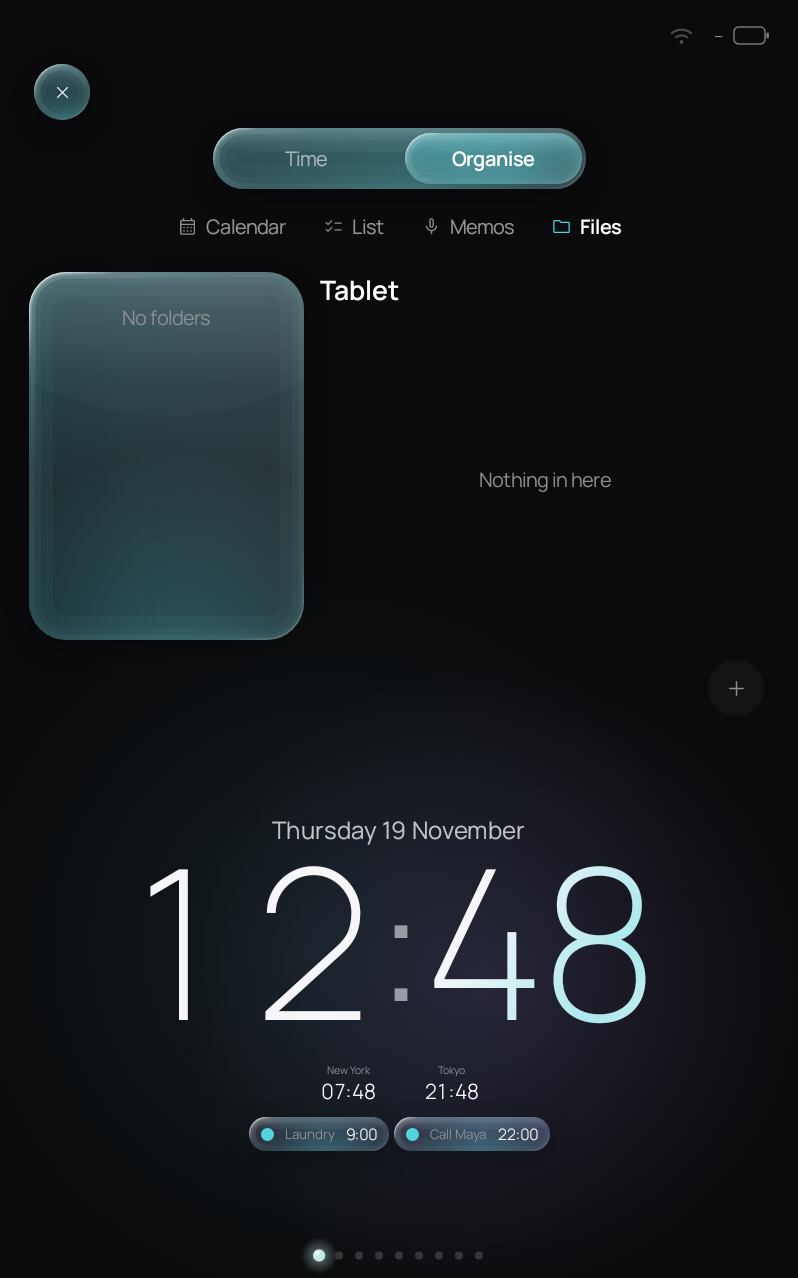 –
Time Organise
Calendar List Memos Files
No folders
Tablet
Nothing in here
Thursday 19 November
12:48
New York Tokyo
07:48 21:48
Laundry 9:00 Call Maya 22:00